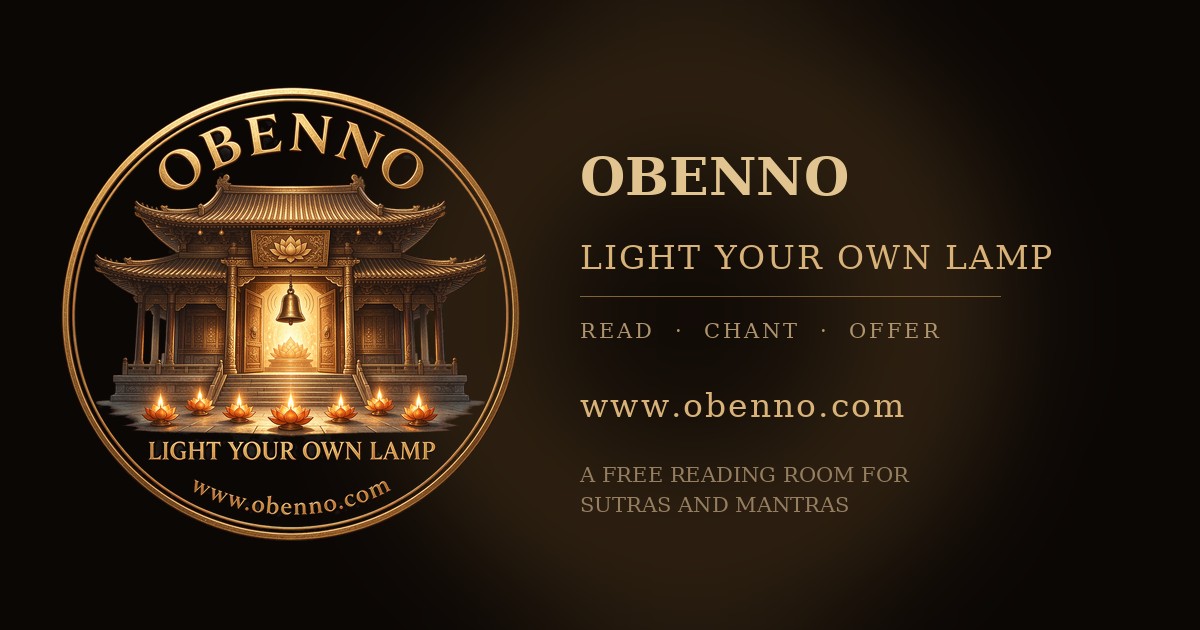 OBENNO
LIGHT YOUR OWN LAMP
www.obenno.com
OBENNO
LIGHT YOUR OWN LAMP
READ · CHANT · OFFER
www.obenno.com
A FREE READING ROOM FOR
SUTRAS AND MANTRAS